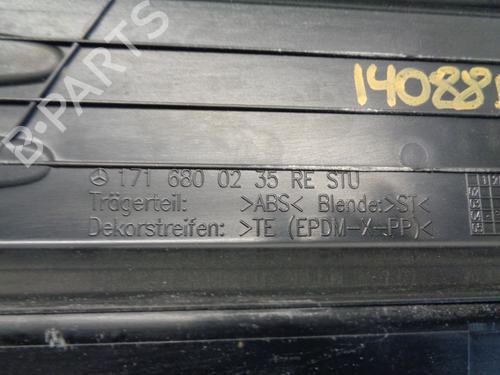 B-PARTS
14088
171 680 02 35 RE STU
Trägerteil: >ABS< Blende:>ST<
Dekorstreifen: >TE (EPDM-X-PP)<